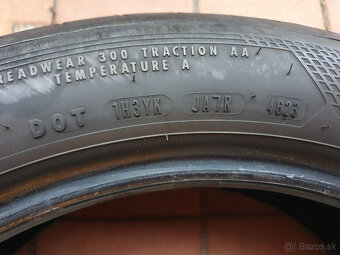 READWEAR 300 TRACTION AA
TEMPERATURE A
DOT 1H3YK JA7R 4623
Bazos.sk